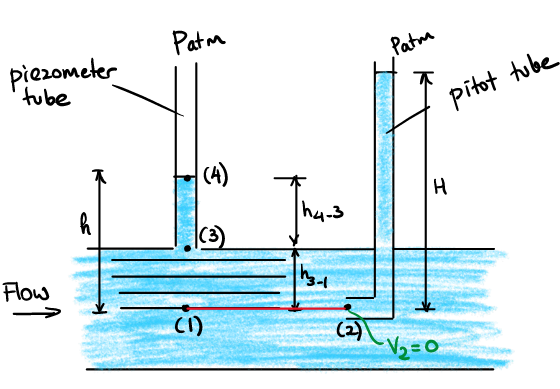 Patm
Patm
piezometer
tube
pitot tube
(4)
h
h4-3
H
(3)
h3-1
Flow
(1)
(2)
V2=0